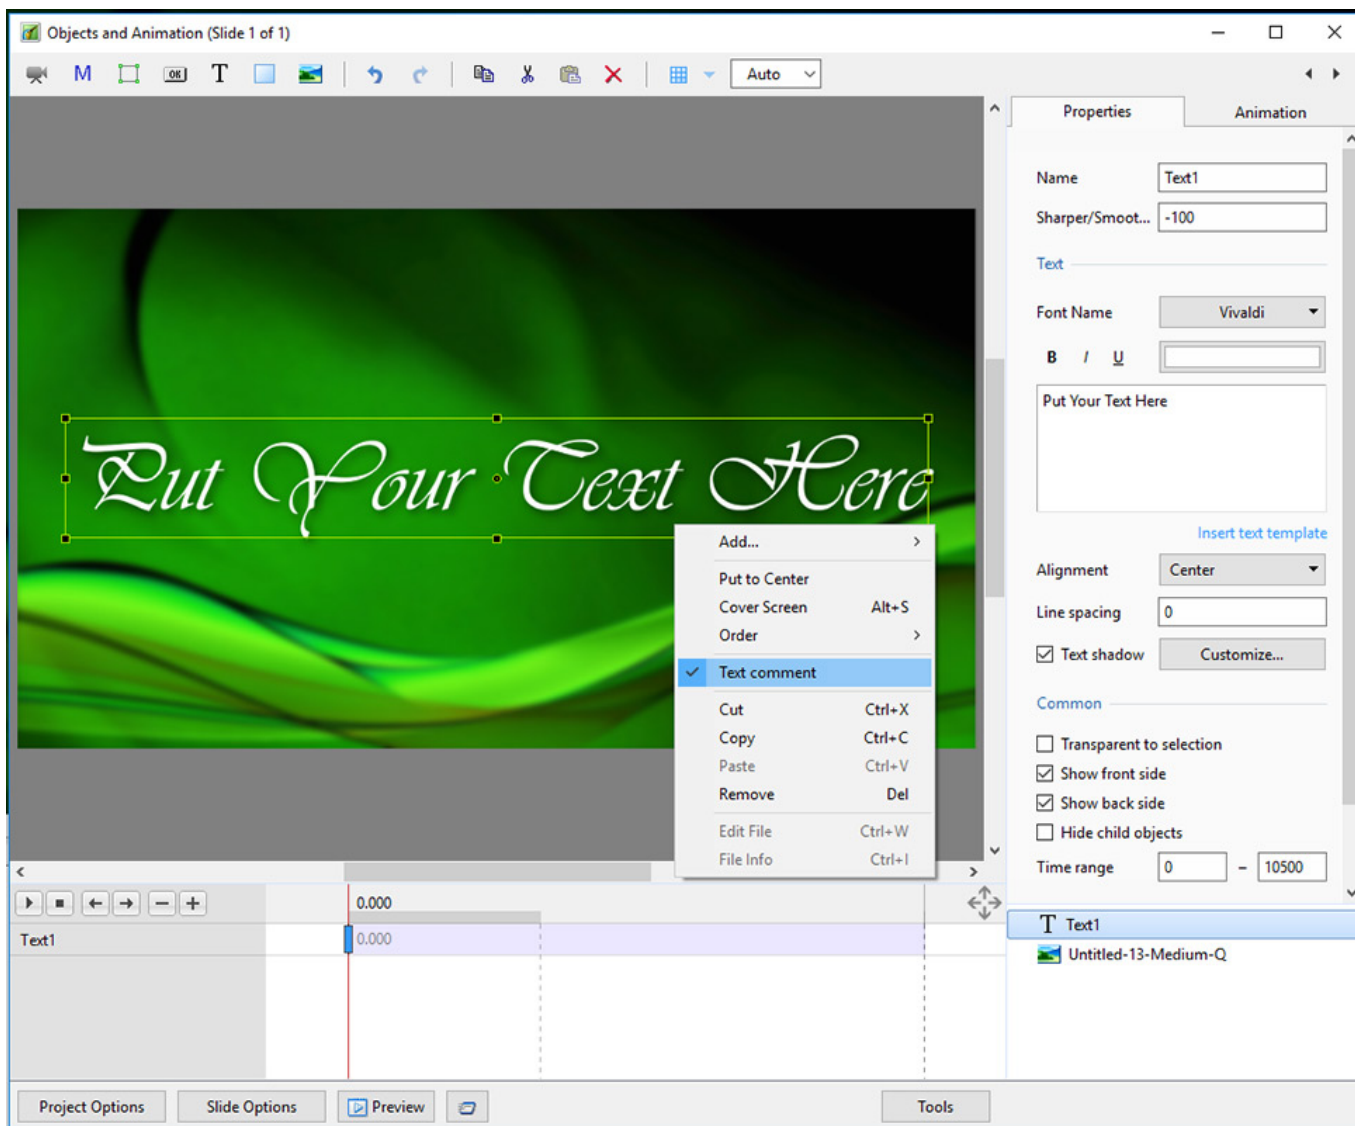 Objects and Animation (Slide 1 of 1)
M OK T Auto
Properties Animation
Name Text1
Sharper/Smoot... -100
Text
Font Name Vivaldi
B I U
Put Your Text Here
Put Your Text Here
Insert text template
Alignment Center
Line spacing 0
Text shadow Customize...
Common
Transparent to selection
Show front side
Show back side
Hide child objects
Time range 0 – 10500
Add...
Put to Center
Cover Screen Alt+S
Order
Text comment
Cut Ctrl+X
Copy Ctrl+C
Paste Ctrl+V
Remove Del
Edit File Ctrl+W
File Info Ctrl+I
0.000
Text1 0.000
T Text1
Untitled-13-Medium-Q
Project Options Slide Options Preview Tools